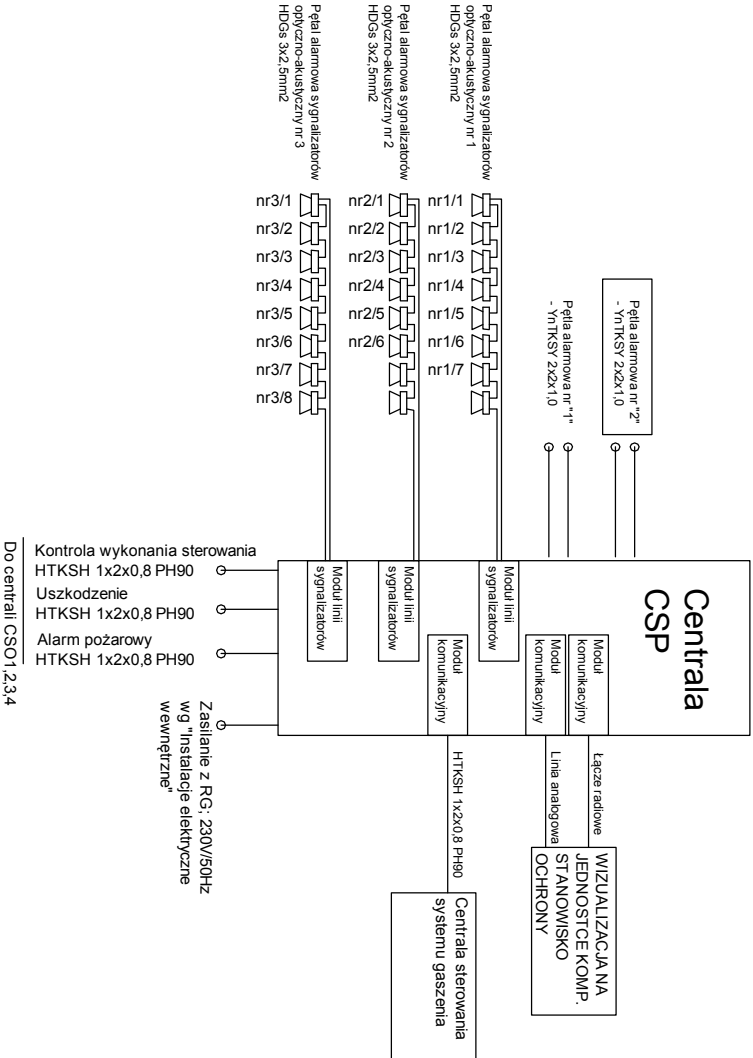 Centrala
CSP
Pętla alarmowa nr "2"
- YnTKSY 2x2x1,0
Pętla alarmowa nr "1"
- YnTKSY 2x2x1,0
Pętal alarmowa sygnalizatorów
optyczno-akustyczny nr 1
HDGs 3x2,5mm2
nr1/1
nr1/2
nr1/3
nr1/4
nr1/5
nr1/6
nr1/7
Pętal alarmowa sygnalizatorów
optyczno-akustyczny nr 2
HDGs 3x2,5mm2
nr2/1
nr2/2
nr2/3
nr2/4
nr2/5
nr2/6
Pętal alarmowa sygnalizatorów
optyczno-akustyczny nr 3
HDGs 3x2,5mm2
nr3/1
nr3/2
nr3/3
nr3/4
nr3/5
nr3/6
nr3/7
nr3/8
Moduł linii
sygnalizatorów
Moduł linii
sygnalizatorów
Moduł linii
sygnalizatorów
Moduł
komunikacyjny
Moduł
komunikacyjny
Moduł
komunikacyjny
Łącze radiowe
Linia analogowa
HTKSH 1x2x0,8 PH90
WIZUALIZACJA NA
JEDNOSTCE KOMP.
STANOWISKO
OCHRONY
Centrala sterowania
systemu gaszenia
Kontrola wykonania sterowania
HTKSH 1x2x0,8 PH90
Uszkodzenie
HTKSH 1x2x0,8 PH90
Alarm pożarowy
HTKSH 1x2x0,8 PH90
Do centrali CSO1,2,3,4
Zasilanie z RG; 230V/50Hz
wg "Instalacje elektryczne
wewnętrzne"